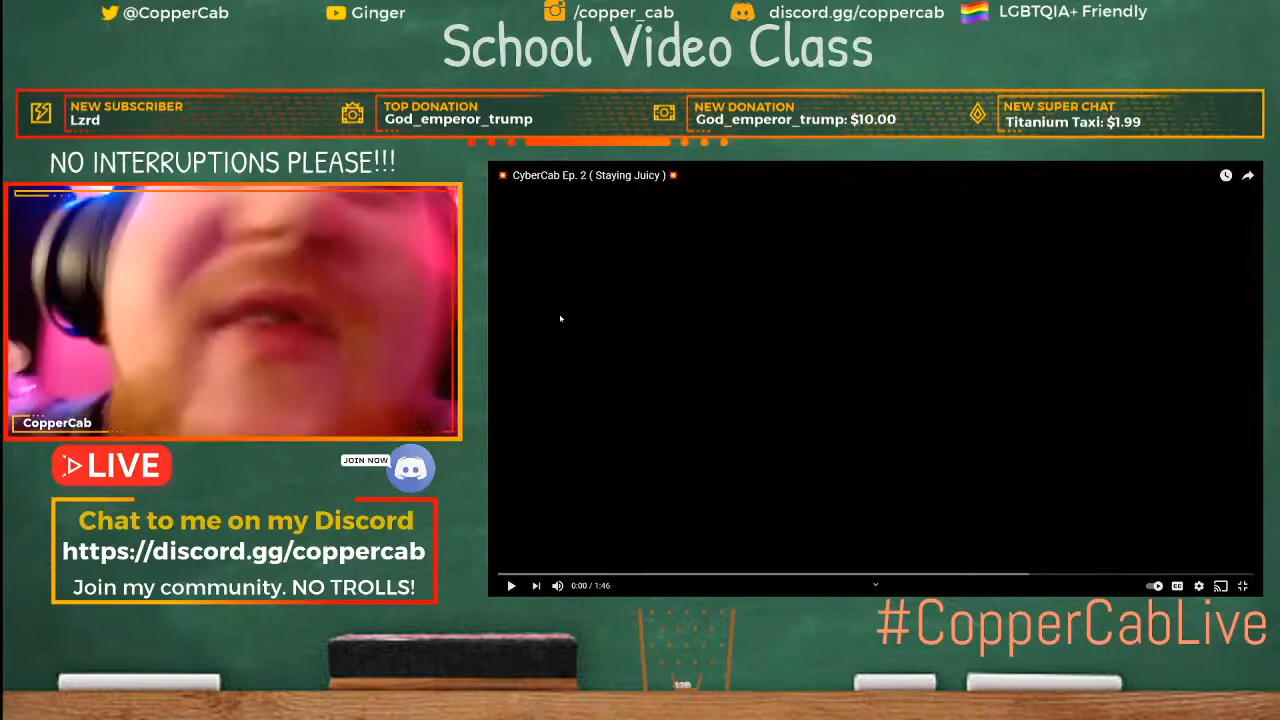 @CopperCab
Ginger
/copper_cab
discord.gg/coppercab
LGBTQIA+ Friendly
School Video Class
NEW SUBSCRIBER
Lzrd
TOP DONATION
God_emperor_trump
NEW DONATION
God_emperor_trump: $10.00
NEW SUPER CHAT
Titanium Taxi: $1.99
NO INTERRUPTIONS PLEASE!!!
CyberCab Ep. 2 ( Staying Juicy )
CopperCab
LIVE
JOIN NOW
Chat to me on my Discord
https://discord.gg/coppercab
Join my community. NO TROLLS!
0:00 / 1:46
CC
#CopperCabLive